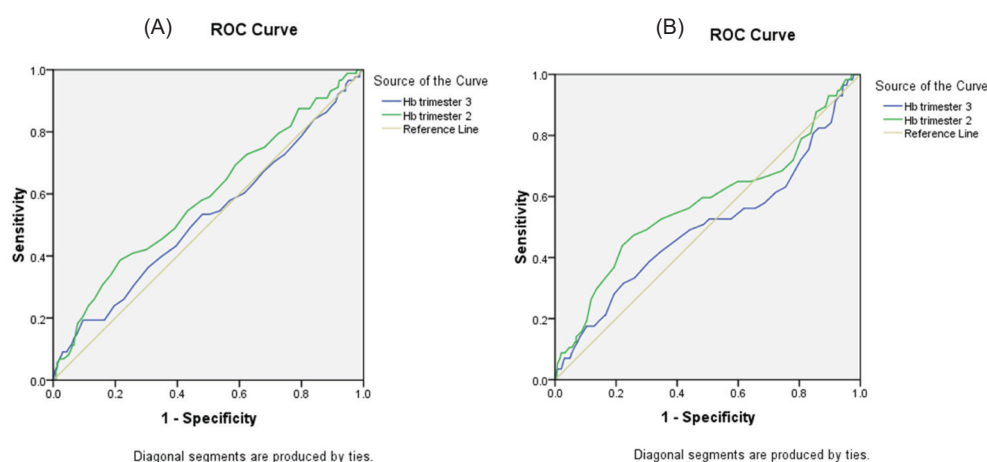 (A)
ROC Curve
Source of the Curve
Hb trimester 3
Hb trimester 2
Reference Line
1.0
0.8
0.6
0.4
0.2
0.0
Sensitivity
0.0 0.2 0.4 0.6 0.8 1.0
1 - Specificity
Diagonal segments are produced by ties.
(B)
ROC Curve
Source of the Curve
Hb trimester 3
Hb trimester 2
Reference Line
1.0
0.8
0.6
0.4
0.2
0.0
Sensitivity
0.0 0.2 0.4 0.6 0.8 1.0
1 - Specificity
Diagonal segments are produced by ties.